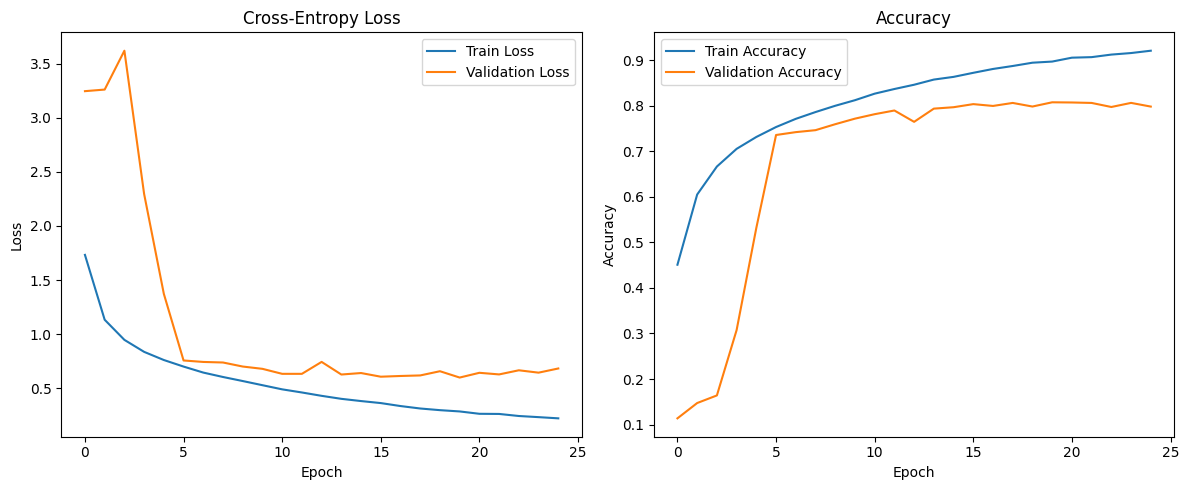 Cross-Entropy Loss
Train Loss
Validation Loss
3.5
3.0
2.5
2.0
1.5
1.0
0.5
Loss
0 5 10 15 20 25
Epoch
Accuracy
Train Accuracy
Validation Accuracy
0.9
0.8
0.7
0.6
0.5
0.4
0.3
0.2
0.1
Accuracy
0 5 10 15 20 25
Epoch